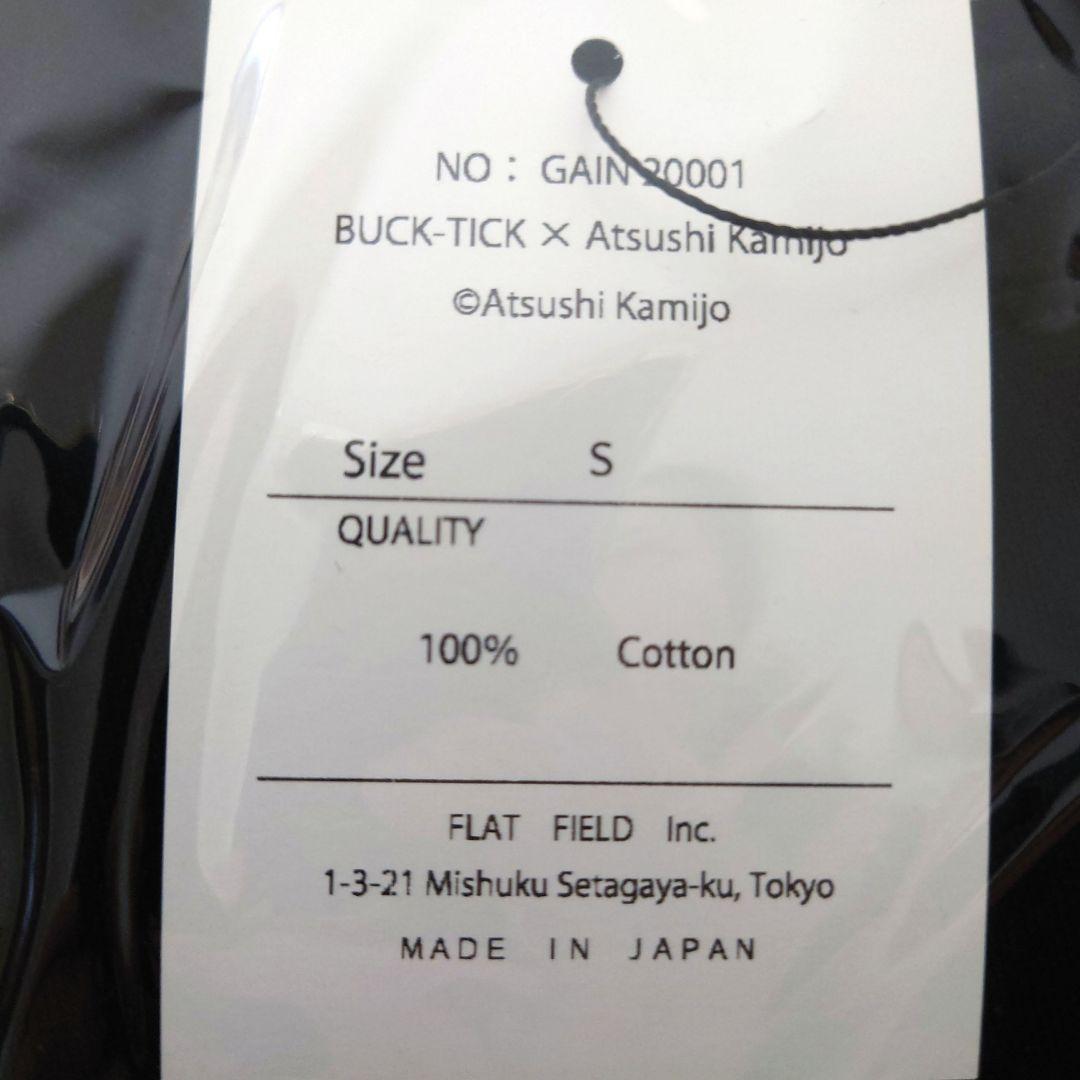 NO : GAIN 20001
BUCK-TICK × Atsushi Kamijo
©Atsushi Kamijo
Size S
QUALITY
100% Cotton
FLAT FIELD Inc.
1-3-21 Mishuku Setagaya-ku, Tokyo
MADE IN JAPAN